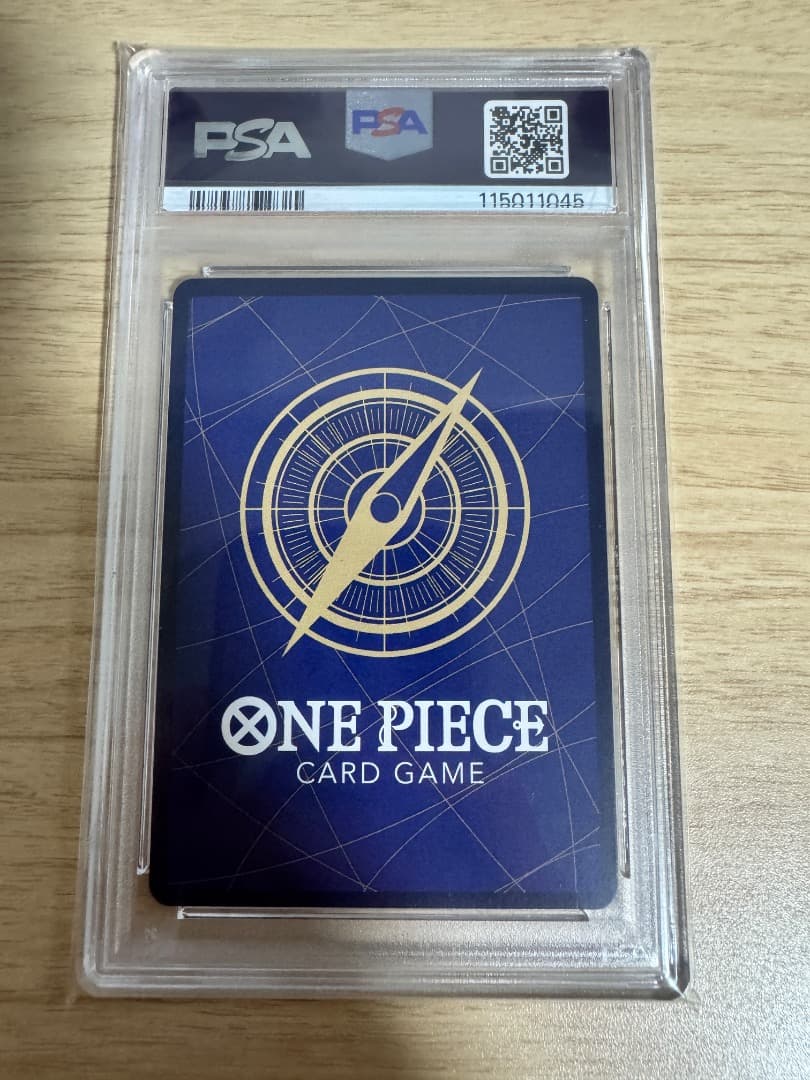 PSA
PSA
115011045
ONE PIECE
CARD GAME